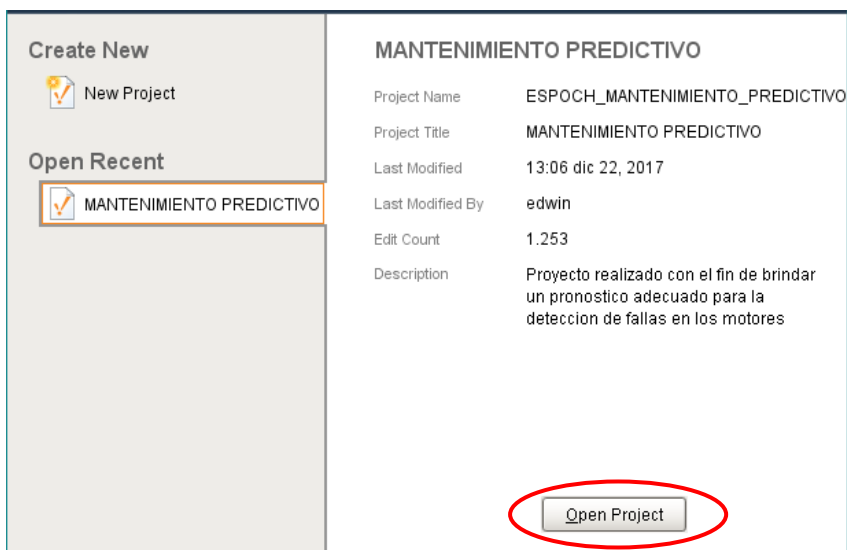 Create New
New Project
Open Recent
MANTENIMIENTO PREDICTIVO
MANTENIMIENTO PREDICTIVO
Project Name ESPOCH_MANTENIMIENTO_PREDICTIVO
Project Title MANTENIMIENTO PREDICTIVO
Last Modified 13:06 dic 22, 2017
Last Modified By edwin
Edit Count 1.253
Description Proyecto realizado con el fin de brindar
un pronostico adecuado para la
deteccion de fallas en los motores
Open Project